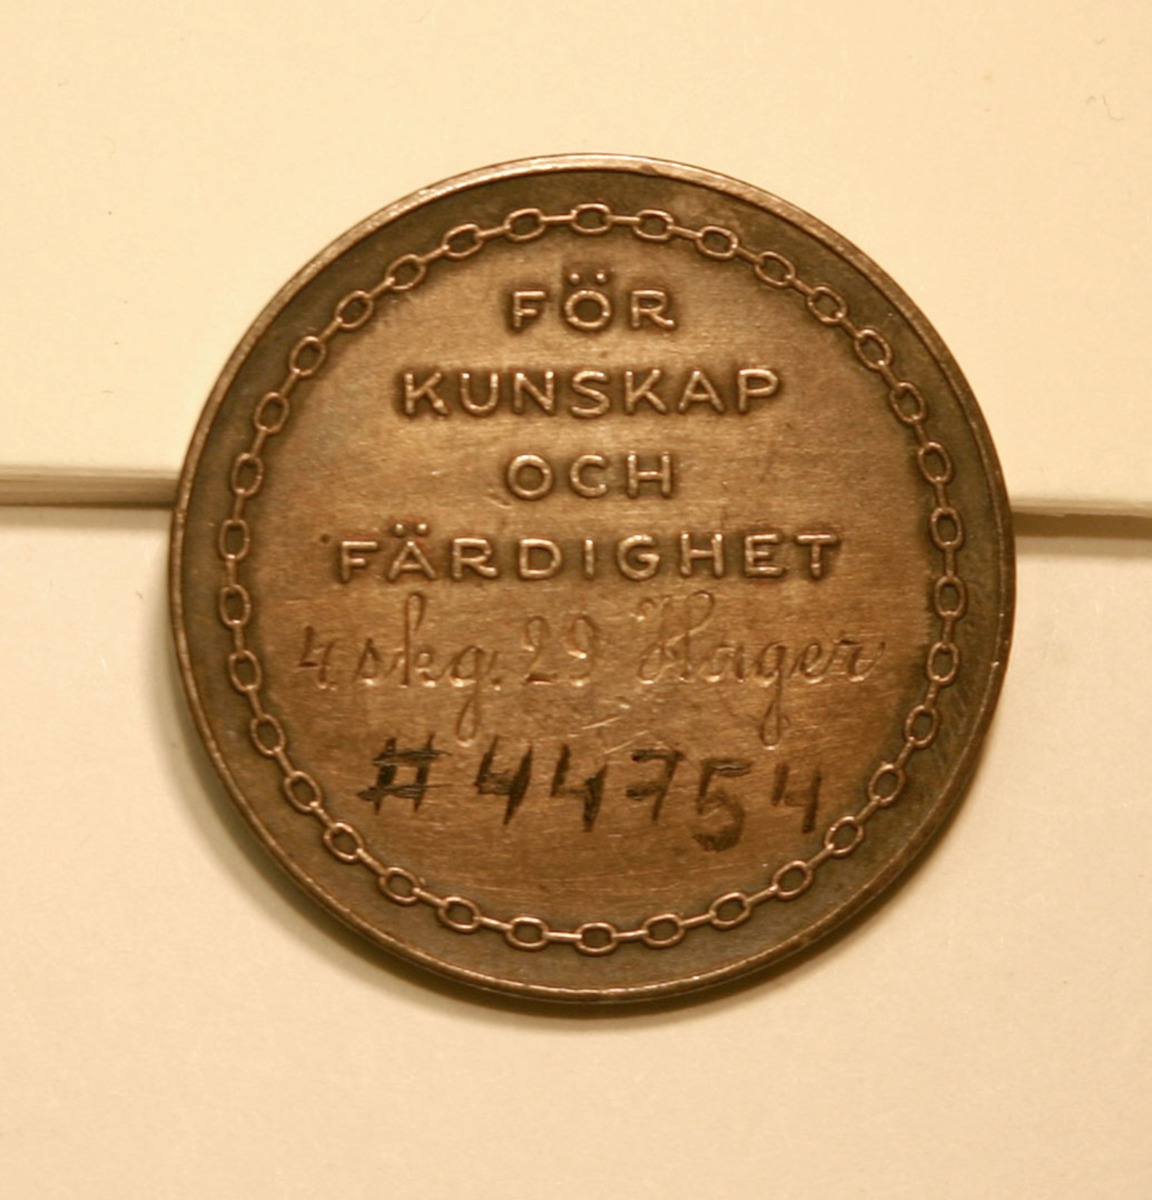 FÖR
KUNSKAP
OCH
FÄRDIGHET
4. skg. 29 Hager
# 44754